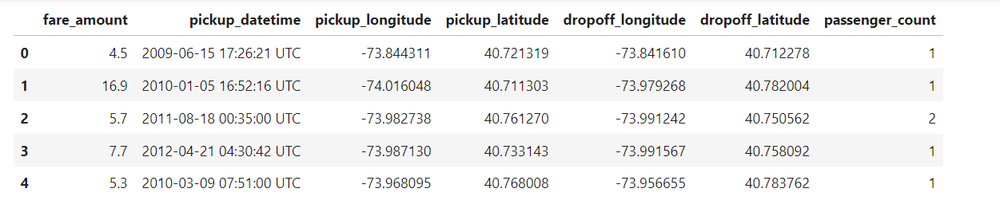 fare_amount pickup_datetime pickup_longitude pickup_latitude dropoff_longitude dropoff_latitude passenger_count
0 4.5 2009-06-15 17:26:21 UTC -73.844311 40.721319 -73.841610 40.712278 1
1 16.9 2010-01-05 16:52:16 UTC -74.016048 40.711303 -73.979268 40.782004 1
2 5.7 2011-08-18 00:35:00 UTC -73.982738 40.761270 -73.991242 40.750562 2
3 7.7 2012-04-21 04:30:42 UTC -73.987130 40.733143 -73.991567 40.758092 1
4 5.3 2010-03-09 07:51:00 UTC -73.968095 40.768008 -73.956655 40.783762 1